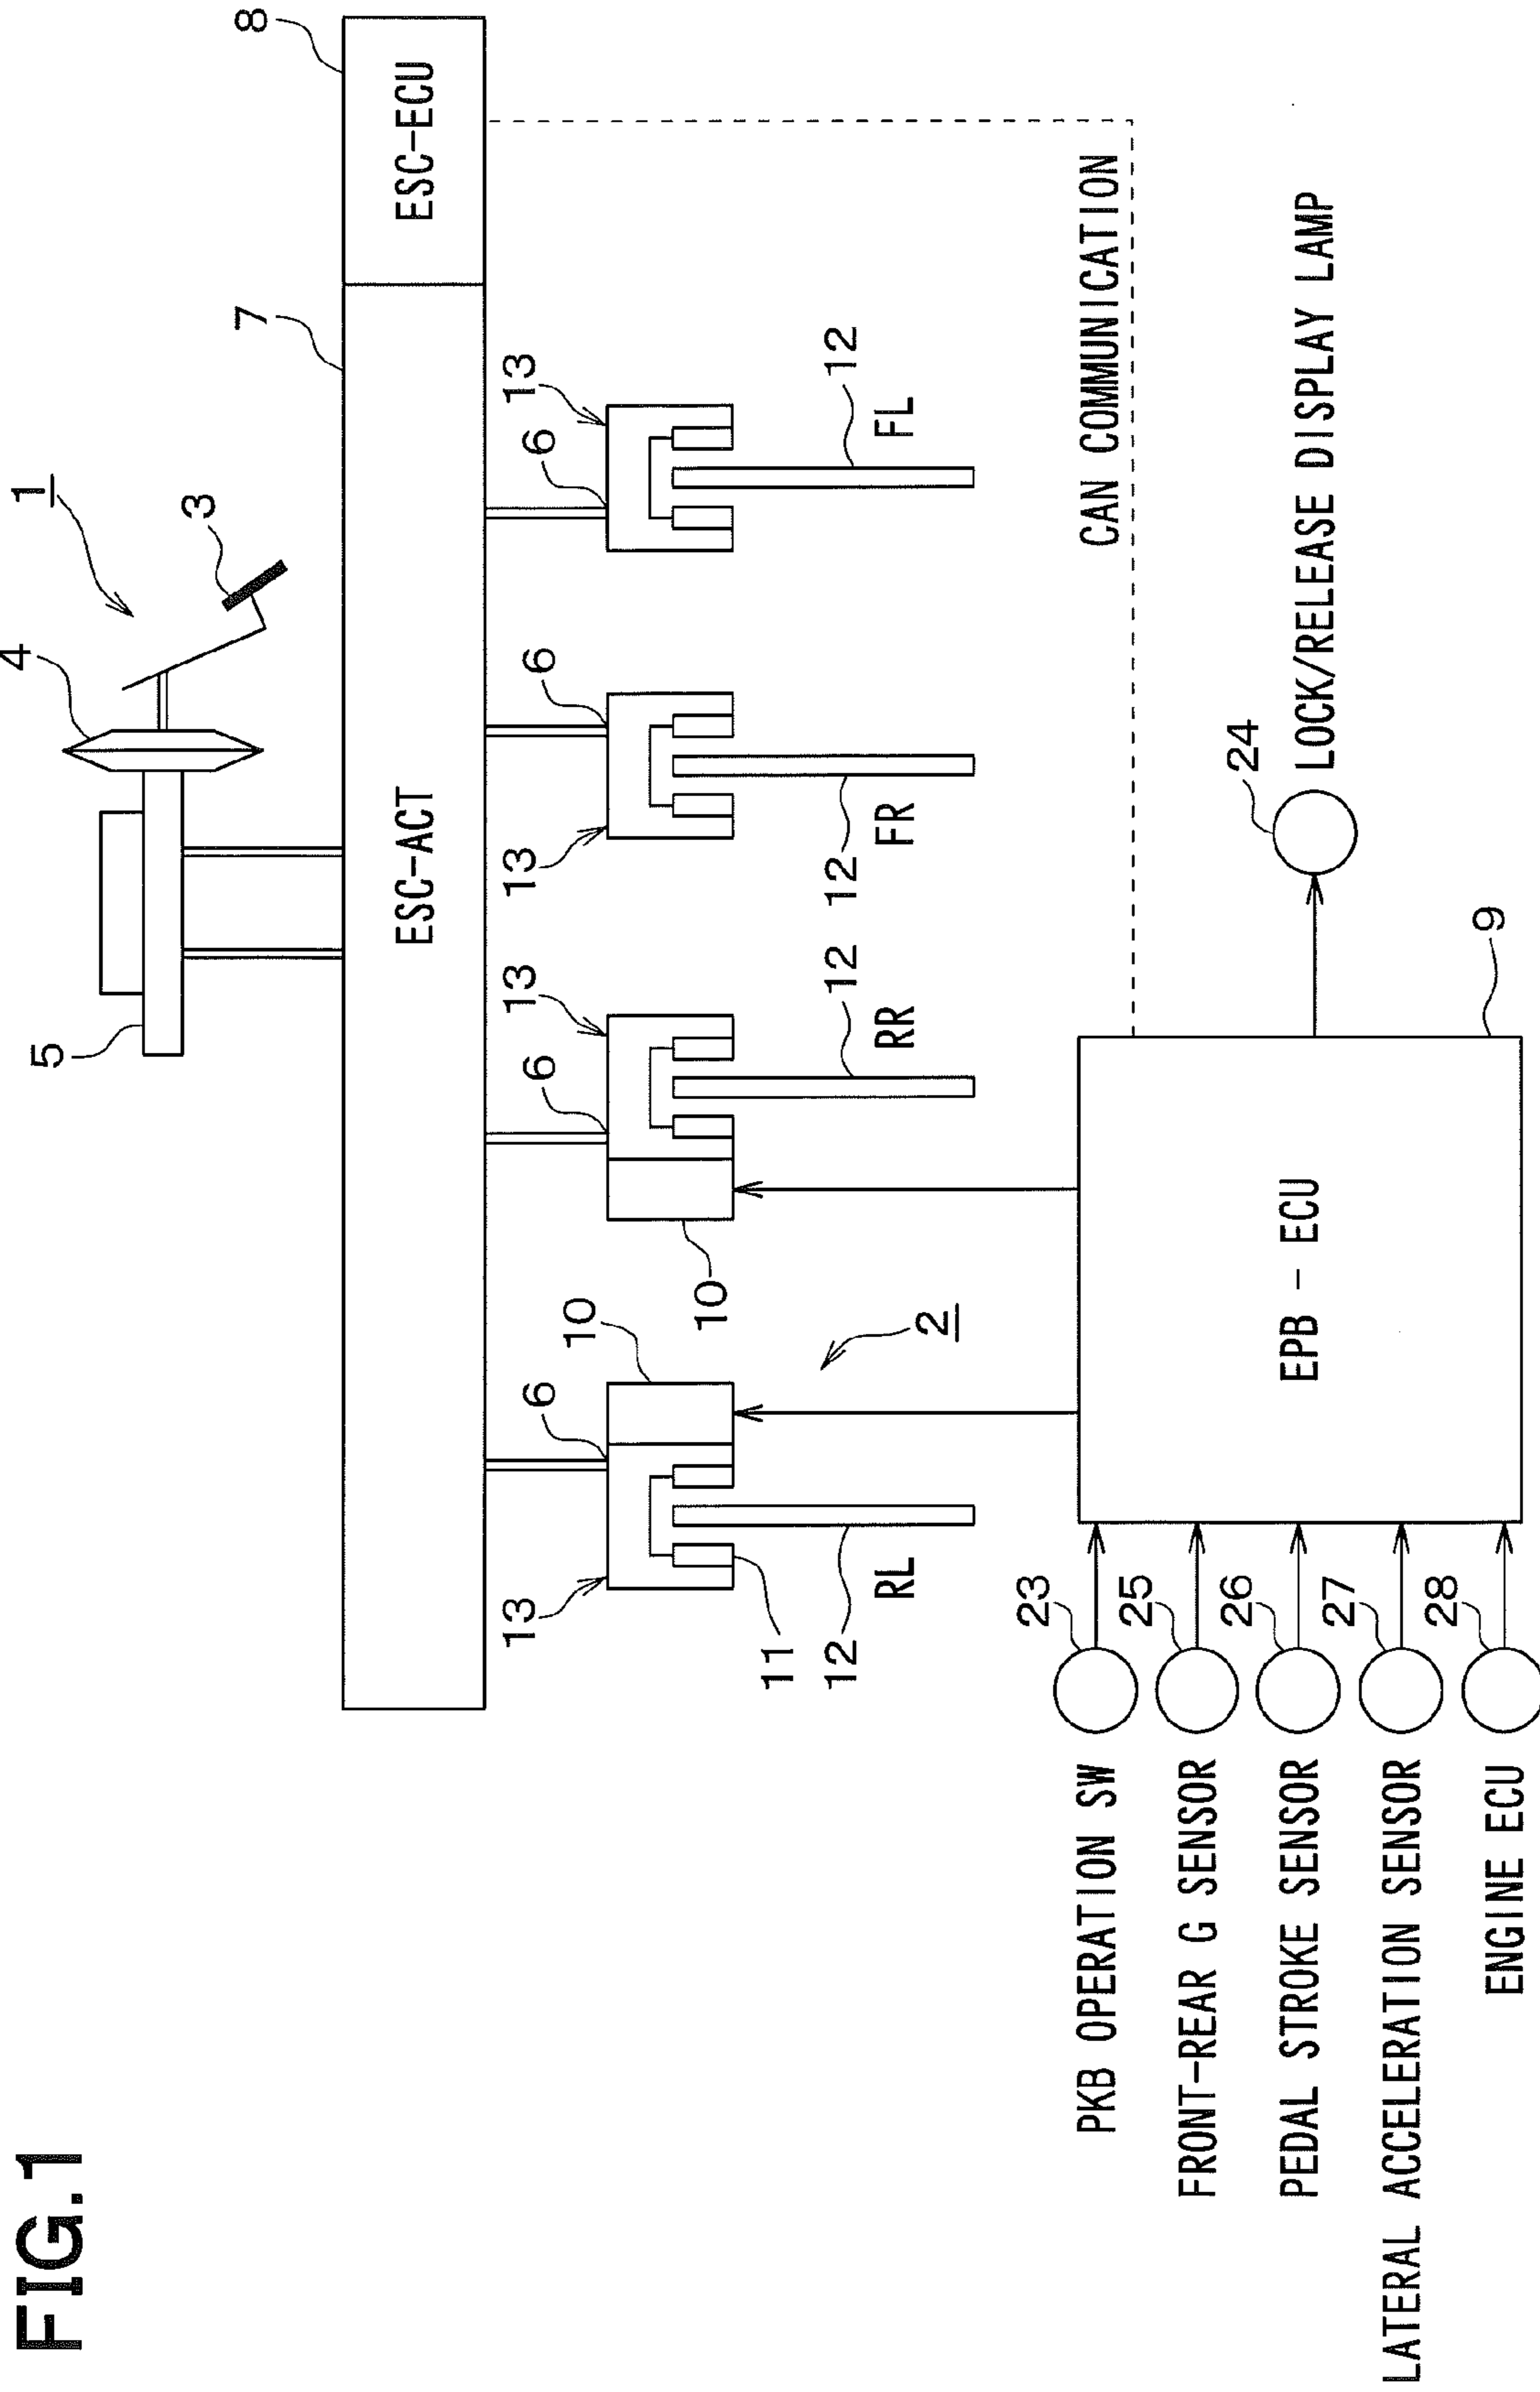 FIG.1
1
4
3
5
7
8
ESC-ACT
ESC-ECU
13
6
10
13
6
13
6
6
13
11
12
RL
10
2
12
RR
12
FR
12
FL
CAN COMMUNICATION
PKB OPERATION SW
23
FRONT-REAR G SENSOR
25
PEDAL STROKE SENSOR
26
LATERAL ACCELERATION SENSOR
27
ENGINE ECU
28
EPB - ECU
9
24
LOCK/RELEASE DISPLAY LAMP